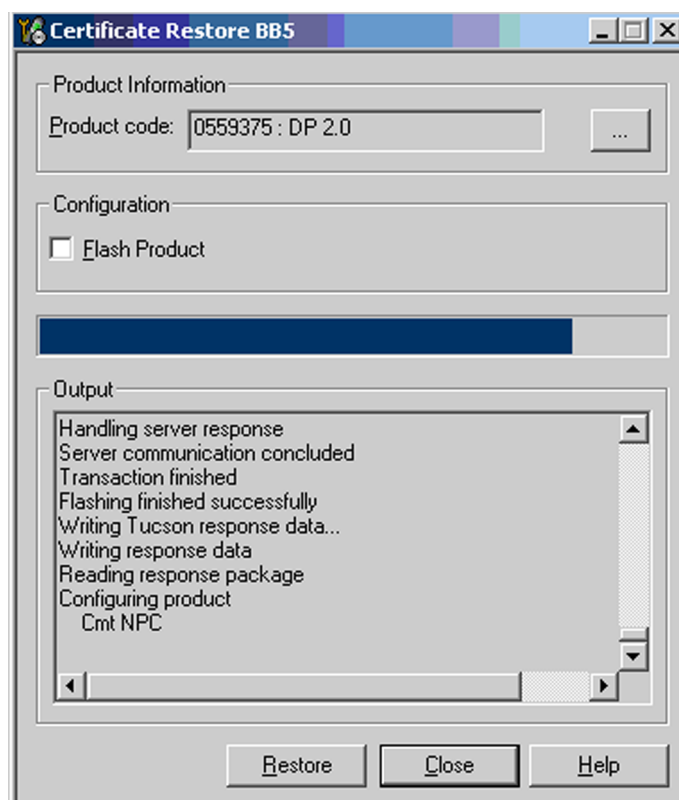 Certificate Restore BB5
Product Information
Product code: 0559375 : DP 2.0 ...
Configuration
Flash Product
Output
Handling server response
Server communication concluded
Transaction finished
Flashing finished successfully
Writing Tucson response data...
Writing response data
Reading response package
Configuring product
Cmt NPC
Restore Close Help